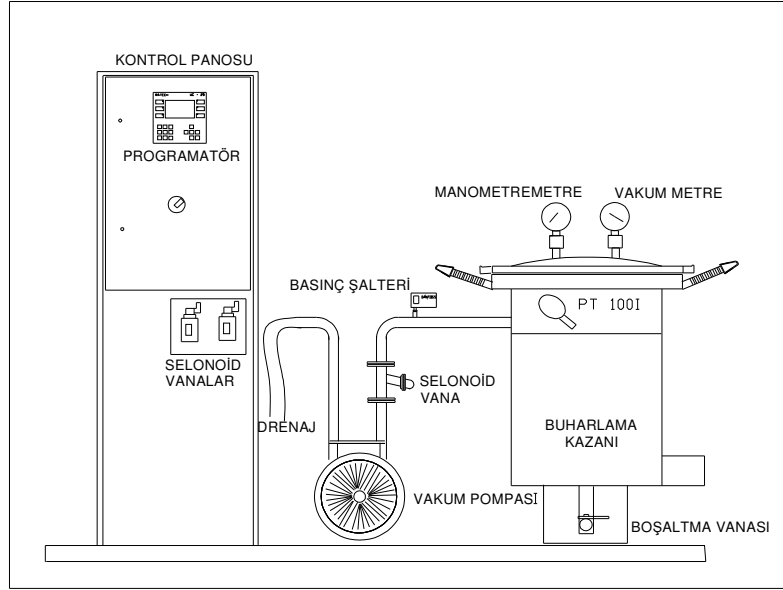 KONTROL PANOSU
PROGRAMATÖR
MANOMETREMETRE
VAKUM METRE
BASINÇ ŞALTERİ
PT 100I
SELONOİD
VANALAR
SELONOİD
VANA
DRENAJ
BUHARLAMA
KAZANI
VAKUM POMPASI
BOŞALTMA VANASI